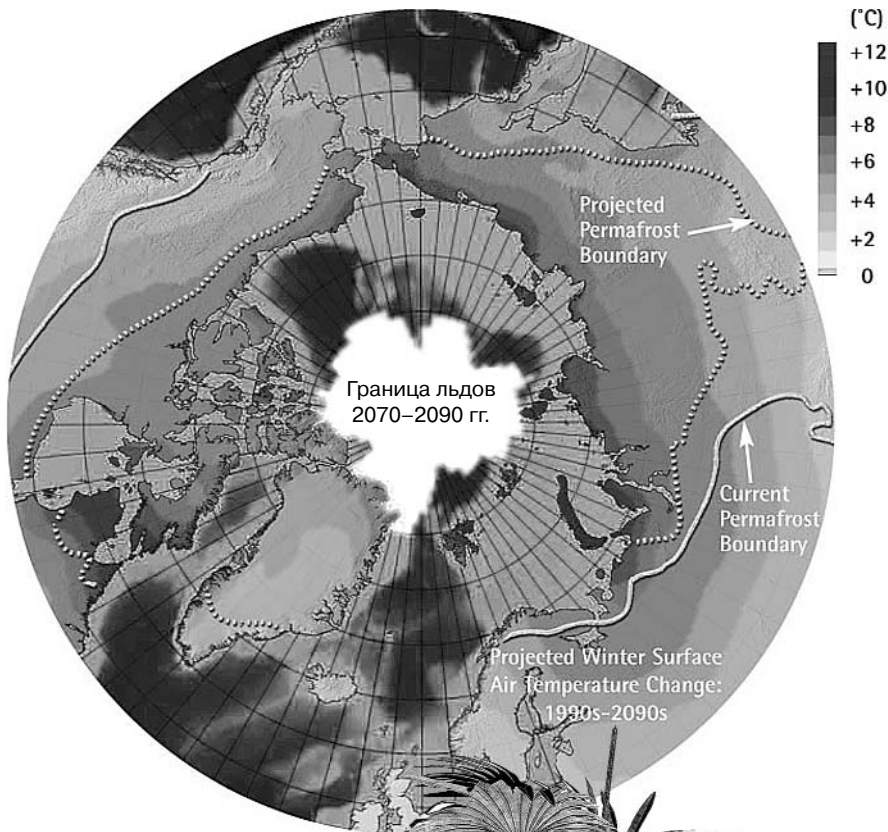 (˚C)
+12
+10
+8
+6
+4
+2
0
Projected
Permafrost
Boundary
Граница льдов
2070–2090 гг.
Current
Permafrost
Boundary
Projected Winter Surface
Air Temperature Change:
1990s-2090s